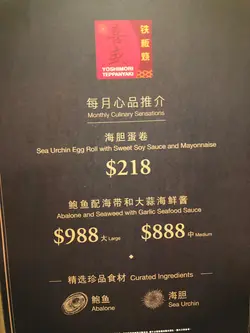 铁板烧
YOSHIMORI
TEPPANYAKI
每月心品推介
Monthly Culinary Sensations
海胆蛋卷
Sea Urchin Egg Roll with Sweet Soy Sauce and Mayonnaise
$218
鲍鱼配海带和大蒜海鲜酱
Abalone and Seaweed with Garlic Seafood Sauce
$988 大 Large $888 中 Medium
精选珍品食材 Curated Ingredients
鲍鱼 海胆
Abalone Sea Urchin